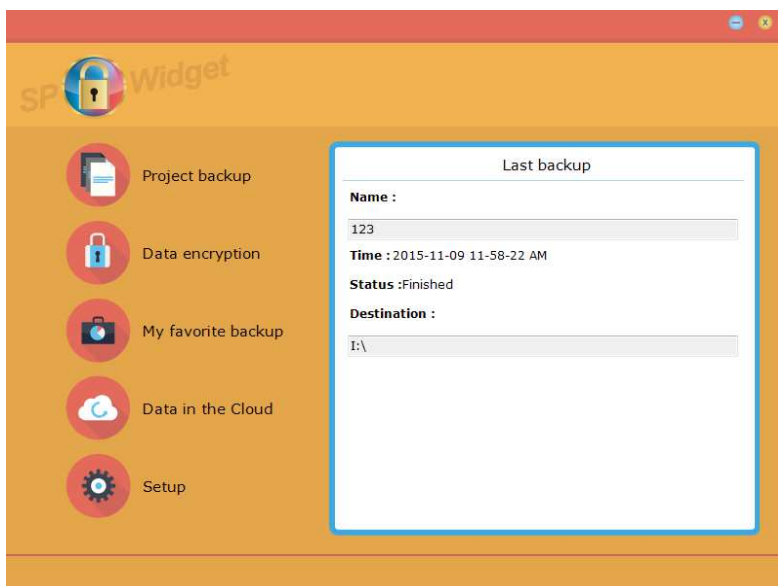 SP Widget
Project backup
Data encryption
My favorite backup
Data in the Cloud
Setup
Last backup
Name :
123
Time : 2015-11-09 11-58-22 AM
Status :Finished
Destination :
I:\